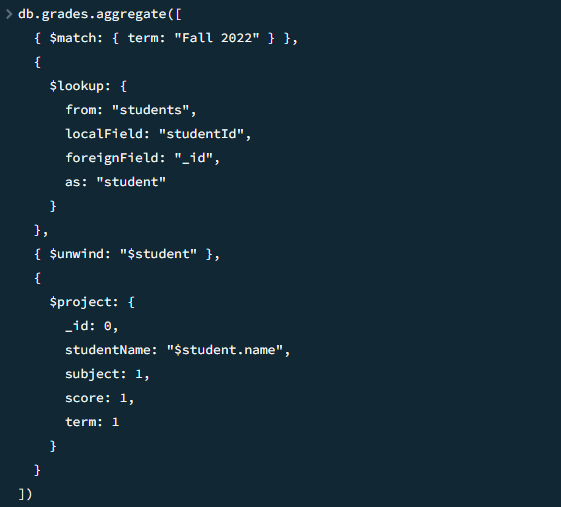 > db.grades.aggregate([
{ $match: { term: "Fall 2022" } },
{
$lookup: {
from: "students",
localField: "studentId",
foreignField: "_id",
as: "student"
}
},
{ $unwind: "$student" },
{
$project: {
_id: 0,
studentName: "$student.name",
subject: 1,
score: 1,
term: 1
}
}
])